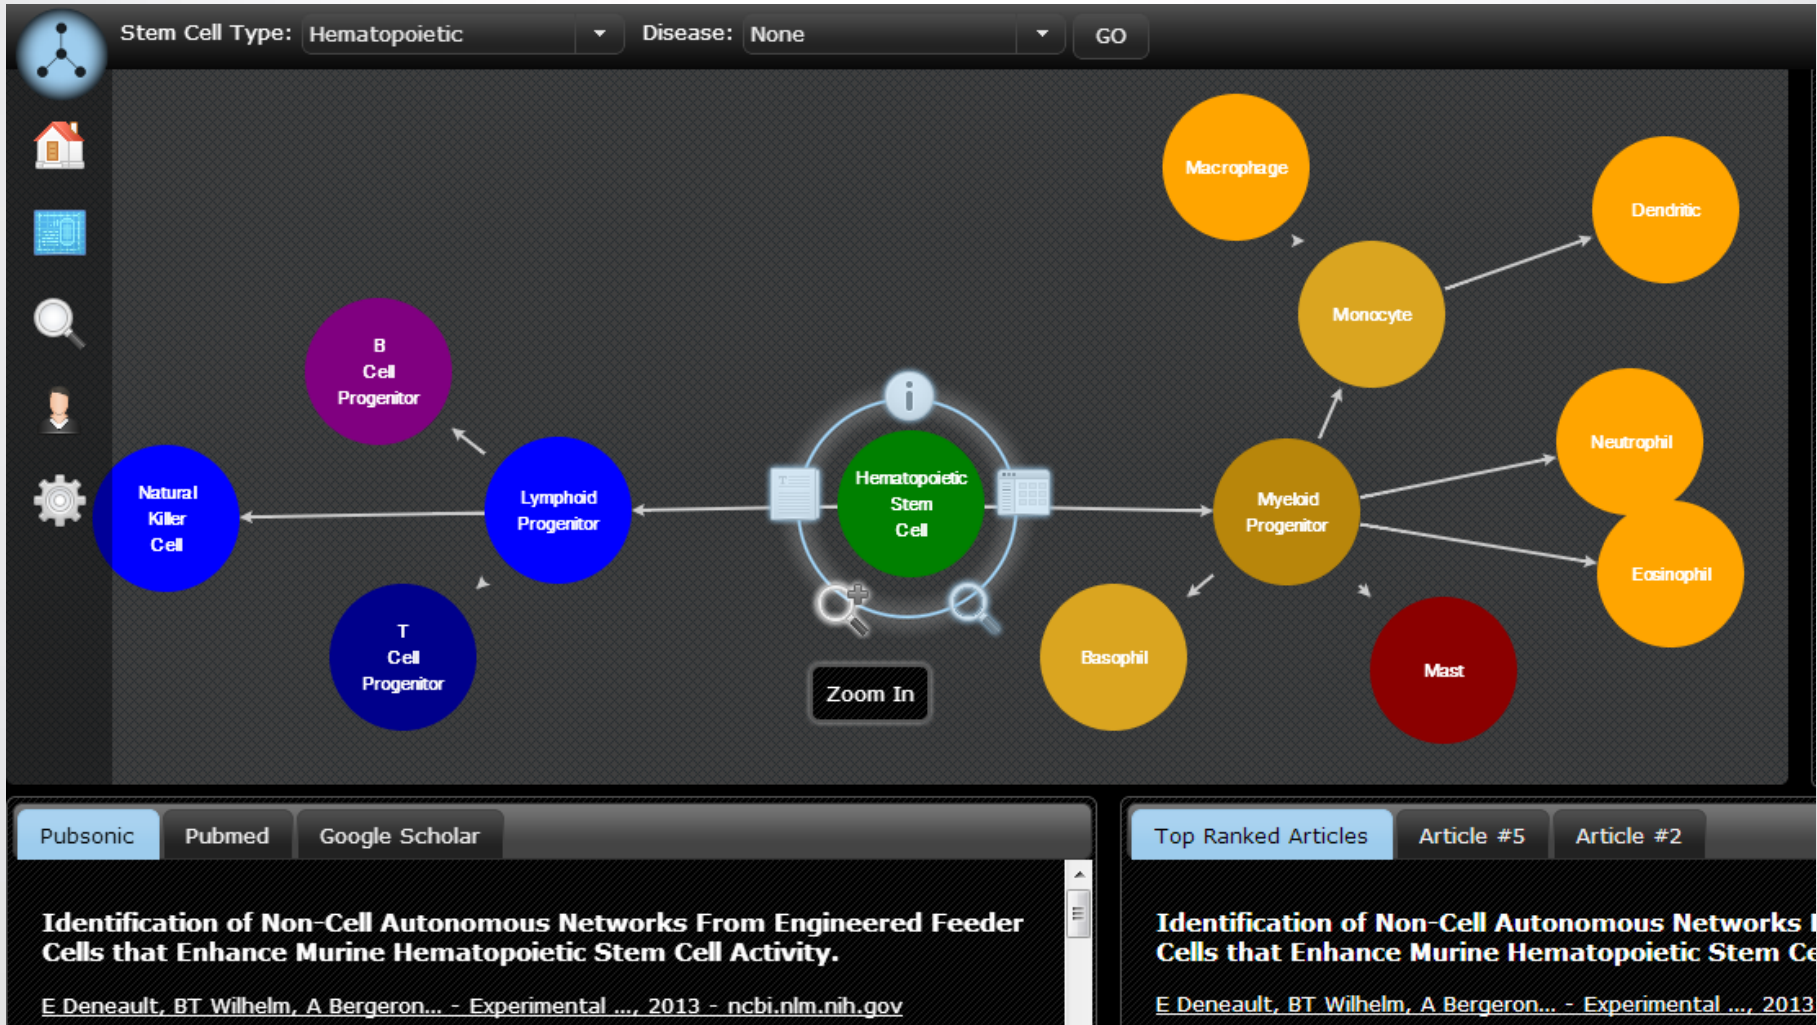 Stem Cell Type: Hematopoietic Disease: None GO
Macrophage
Dendritic
Monocyte
B
Cell
Progenitor
Neutrophil
Natural
Killer
Cell
Lymphoid
Progenitor
Hematopoietic
Stem
Cell
Myeloid
Progenitor
Eosinophil
T
Cell
Progenitor
Basophil
Mast
Zoom In
Pubsonic Pubmed Google Scholar
Identification of Non-Cell Autonomous Networks From Engineered Feeder
Cells that Enhance Murine Hematopoietic Stem Cell Activity.
E Deneault, BT Wilhelm, A Bergeron... - Experimental ..., 2013 - ncbi.nlm.nih.gov
Top Ranked Articles Article #5 Article #2
Identification of Non-Cell Autonomous Networks
Cells that Enhance Murine Hematopoietic Stem Ce
E Deneault, BT Wilhelm, A Bergeron... - Experimental ..., 2013